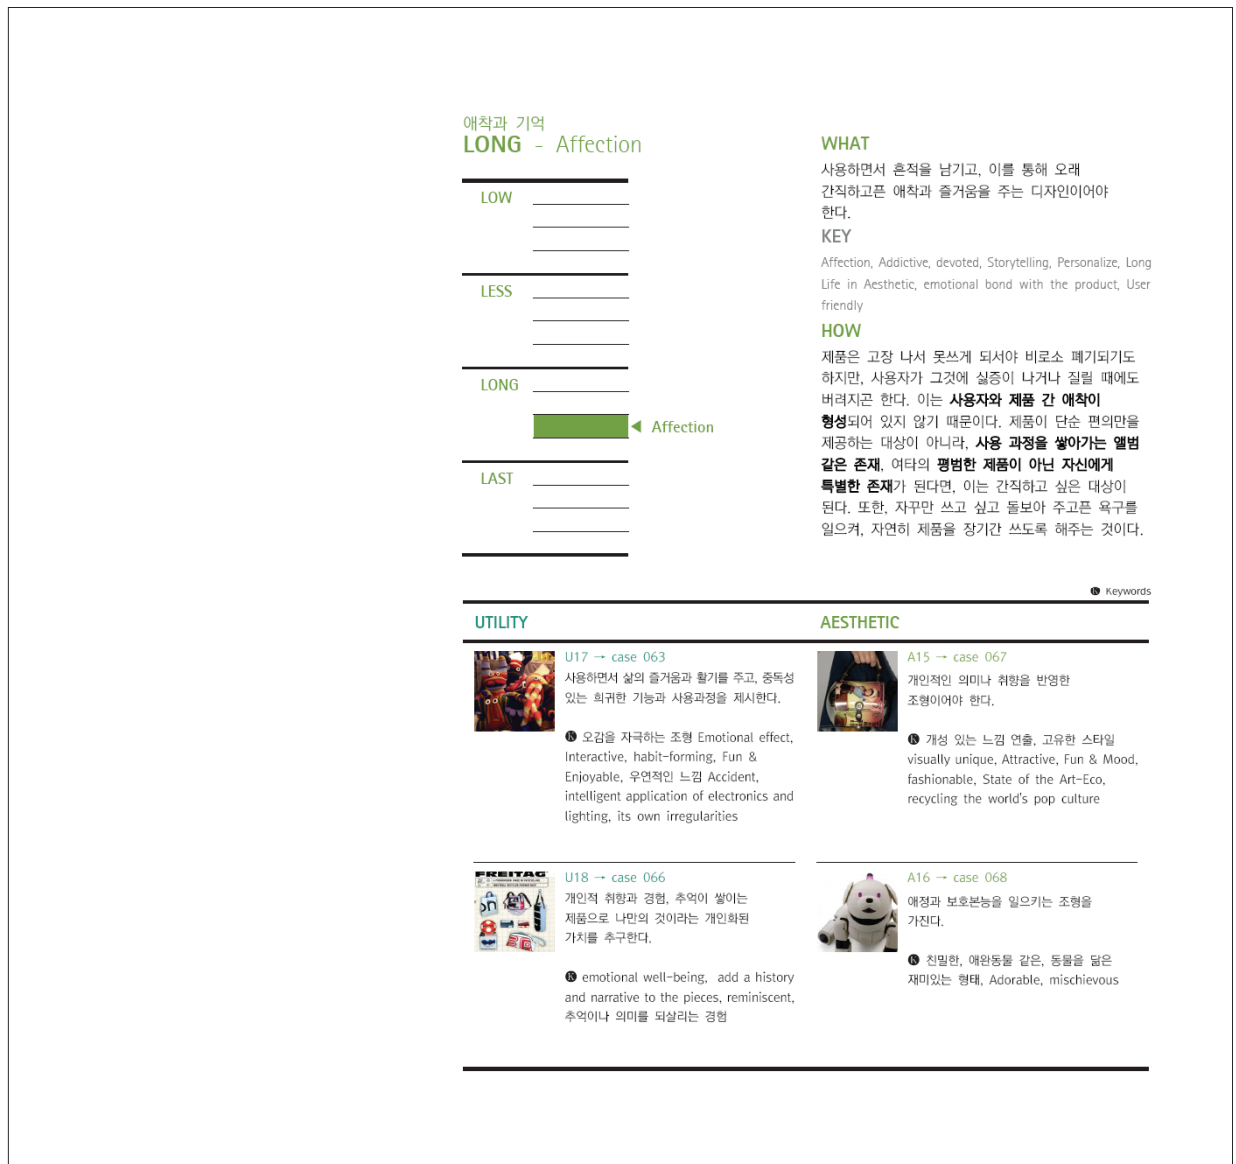 애착과 기억
LONG - Affection
LOW
LESS
LONG
Affection
LAST
WHAT
사용하면서 흔적을 남기고, 이를 통해 오래
간직하고픈 애착과 즐거움을 주는 디자인이어야
한다.
KEY
Affection, Addictive, devoted, Storytelling, Personalize, Long
Life in Aesthetic, emotional bond with the product, User
friendly
HOW
제품은 고장 나서 못쓰게 되서야 비로소 폐기되기도
하지만, 사용자가 그것에 싫증이 나거나 질릴 때에도
버려지곤 한다. 이는 사용자와 제품 간 애착이
형성되어 있지 않기 때문이다. 제품이 단순 편의만을
제공하는 대상이 아니라, 사용 과정을 쌓아가는 앨범
같은 존재, 여타의 평범한 제품이 아닌 자신에게
특별한 존재가 된다면, 이는 간직하고 싶은 대상이
된다. 또한, 자꾸만 쓰고 싶고 돌보아 주고픈 욕구를
일으켜, 자연히 제품을 장기간 쓰도록 해주는 것이다.
K Keywords
UTILITY
U17 → case 063
사용하면서 삶의 즐거움과 활기를 주고, 중독성
있는 희귀한 기능과 사용과정을 제시한다.
K 오감을 자극하는 조형 Emotional effect,
Interactive, habit-forming, Fun &
Enjoyable, 우연적인 느낌 Accident,
intelligent application of electronics and
lighting, its own irregularities
FREITAG
U18 → case 066
개인적 취향과 경험, 추억이 쌓이는
제품으로 나만의 것이라는 개인화된
가치를 추구한다.
K emotional well-being, add a history
and narrative to the pieces, reminiscent,
추억이나 의미를 되살리는 경험
AESTHETIC
A15 → case 067
개인적인 의미나 취향을 반영한
조형이어야 한다.
K 개성 있는 느낌 연출, 고유한 스타일
visually unique, Attractive, Fun & Mood,
fashionable, State of the Art-Eco,
recycling the world's pop culture
A16 → case 068
애정과 보호본능을 일으키는 조형을
가진다.
K 친밀한, 애완동물 같은, 동물을 닮은
재미있는 형태, Adorable, mischievous